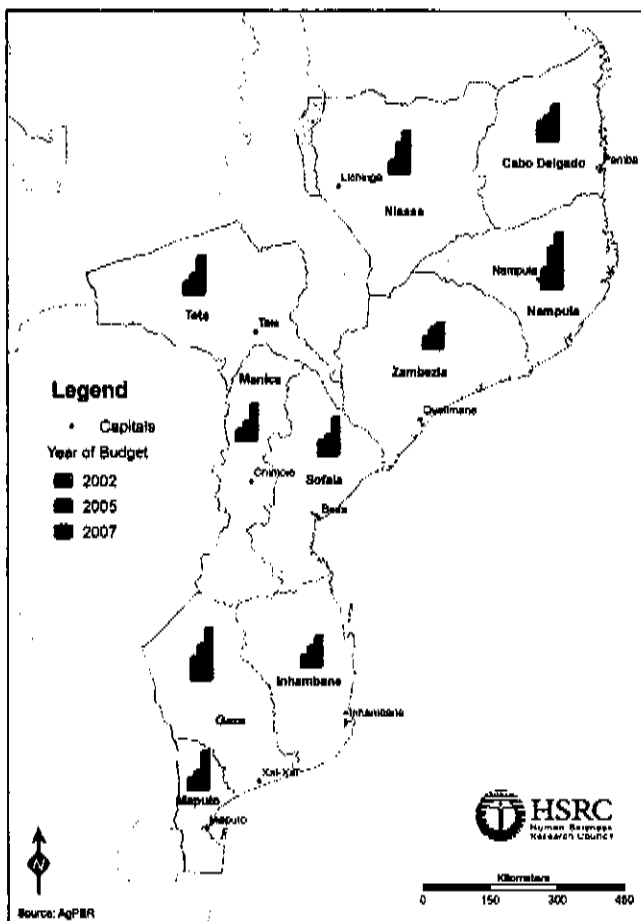 Cabo Delgado
Pemba
Lichinga
Niassa
Nampula
Nampula
Tete
Tete
Zambezia
Manica
Quelimane
Legend
Capitals
Year of Budget
2002
2005
2007
Sofala
Chimoio
Beira
Inhambane
Inhambane
Gaza
Xai-Xai
Maputo
Maputo
HSRC
Human Sciences
Research Council
N
Kilometers
0 150 300 450
Source: AgPER